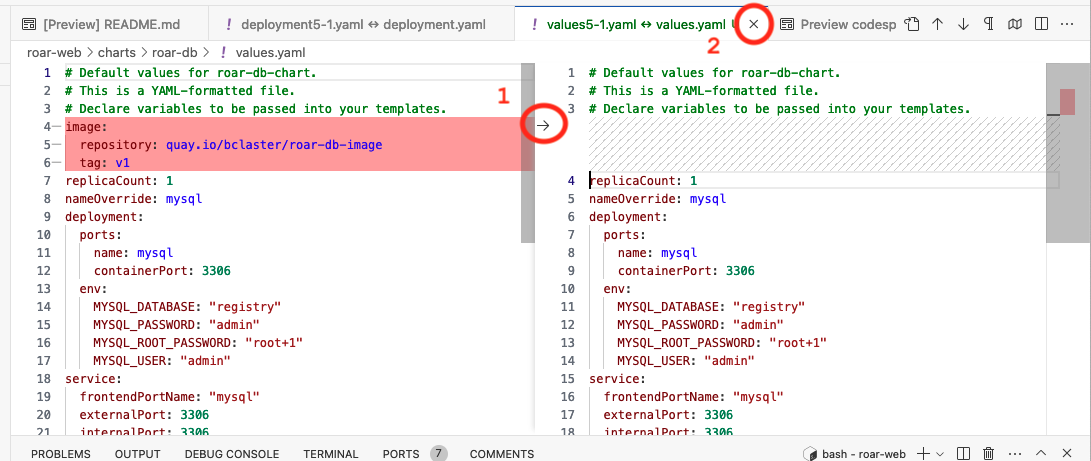 [Preview] README.md
! deployment5-1.yaml ↔ deployment.yaml
! values5-1.yaml ↔ values.yaml
Preview codesp
2
roar-web > charts > roar-db > ! values.yaml
1 # Default values for roar-db-chart.
2 # This is a YAML-formatted file.
3 # Declare variables to be passed into your templates.
4− image:
5− repository: quay.io/bclaster/roar-db-image
6− tag: v1
7 replicaCount: 1
8 nameOverride: mysql
9 deployment:
10 ports:
11 name: mysql
12 containerPort: 3306
13 env:
14 MYSQL_DATABASE: "registry"
15 MYSQL_PASSWORD: "admin"
16 MYSQL_ROOT_PASSWORD: "root+1"
17 MYSQL_USER: "admin"
18 service:
19 frontendPortName: "mysql"
20 externalPort: 3306
21 internalPort: 3306
1
→
1 # Default values for roar-db-chart.
2 # This is a YAML-formatted file.
3 # Declare variables to be passed into your templates.
4 replicaCount: 1
5 nameOverride: mysql
6 deployment:
7 ports:
8 name: mysql
9 containerPort: 3306
10 env:
11 MYSQL_DATABASE: "registry"
12 MYSQL_PASSWORD: "admin"
13 MYSQL_ROOT_PASSWORD: "root+1"
14 MYSQL_USER: "admin"
15 service:
16 frontendPortName: "mysql"
17 externalPort: 3306
18 internalPort: 3306
PROBLEMS OUTPUT DEBUG CONSOLE TERMINAL PORTS 7 COMMENTS
bash - roar-web